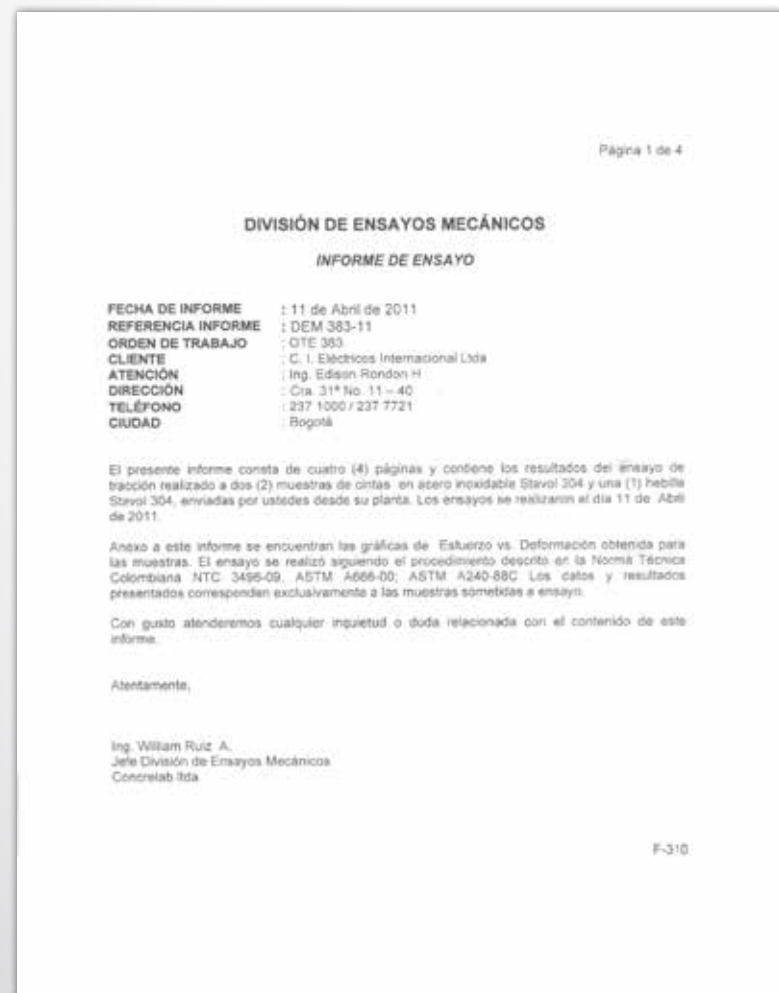 Página 1 de 4
DIVISIÓN DE ENSAYOS MECÁNICOS
INFORME DE ENSAYO
FECHA DE INFORME : 11 de Abril de 2011
REFERENCIA INFORME : DEM 383-11
ORDEN DE TRABAJO : OTE 383
CLIENTE : C. I. Eléctricos Internacional Ltda
ATENCIÓN : Ing. Edison Rondon H
DIRECCIÓN : Cra. 31ª No. 11 – 40
TELÉFONO : 237 1000 / 237 7721
CIUDAD : Bogotá
El presente informe consta de cuatro (4) páginas y contiene los resultados del ensayo de
tracción realizado a dos (2) muestras de cintas en acero inoxidable Stavol 304 y una (1) hebilla
Stavol 304, enviadas por ustedes desde su planta. Los ensayos se realizaron el día 11 de Abril
de 2011.
Anexo a este informe se encuentran las gráficas de Esfuerzo vs. Deformación obtenida para
las muestras. El ensayo se realizó siguiendo el procedimiento descrito en la Norma Técnica
Colombiana NTC 3496-09, ASTM A666-00; ASTM A240-88C Los datos y resultados
presentados corresponden exclusivamente a las muestras sometidas a ensayo.
Con gusto atenderemos cualquier inquietud o duda relacionada con el contenido de este
informe.
Atentamente,
Ing. William Ruiz A.
Jefe División de Ensayos Mecánicos
Concrelab ltda
F-310